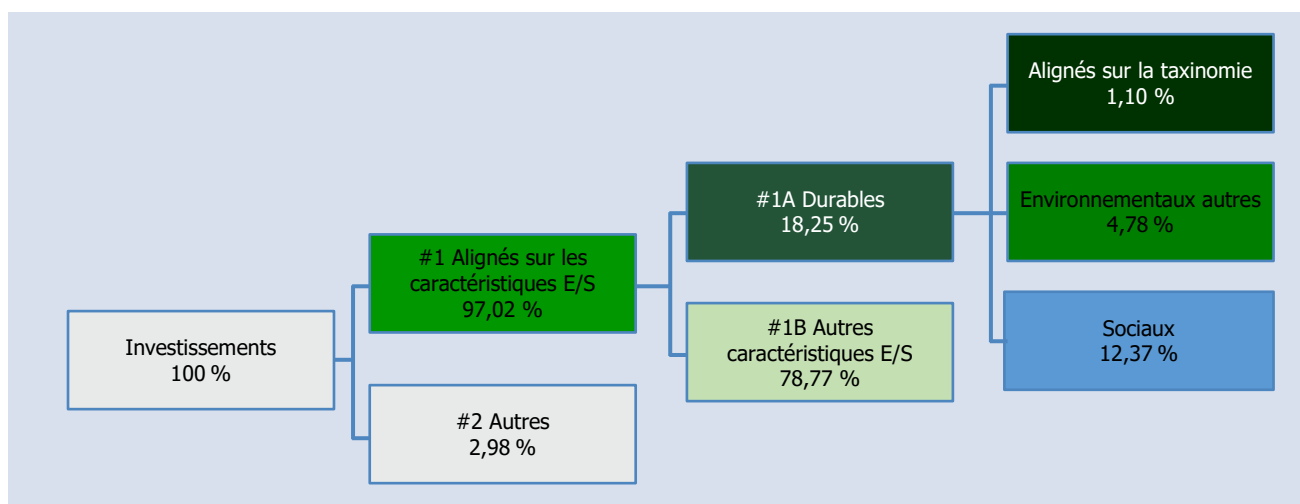 Investissements
100 %
#1 Alignés sur les
caractéristiques E/S
97,02 %
#2 Autres
2,98 %
#1A Durables
18,25 %
#1B Autres
caractéristiques E/S
78,77 %
Alignés sur la taxinomie
1,10 %
Environnementaux autres
4,78 %
Sociaux
12,37 %